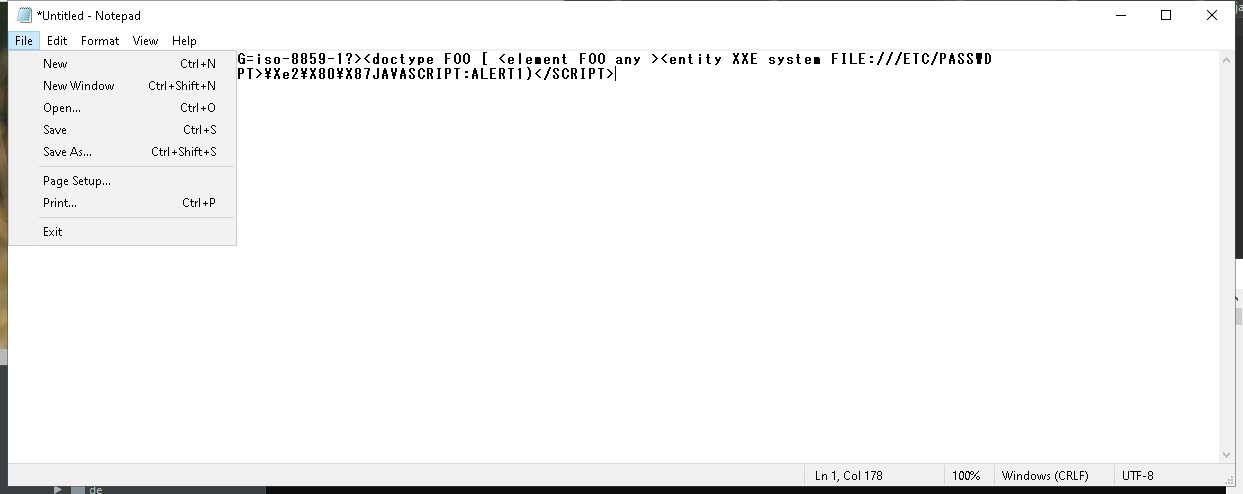 *Untitled - Notepad
File Edit Format View Help
G=iso-8859-1?><doctype FOO [ <element FOO any ><entity XXE system FILE:///ETC/PASSWD
PT>¥Xe2¥X80¥X87JAVASCRIPT:ALERT1)</SCRIPT>
New Ctrl+N
New Window Ctrl+Shift+N
Open... Ctrl+O
Save Ctrl+S
Save As... Ctrl+Shift+S
Page Setup...
Print... Ctrl+P
Exit
Ln 1, Col 178 100% Windows (CRLF) UTF-8
de